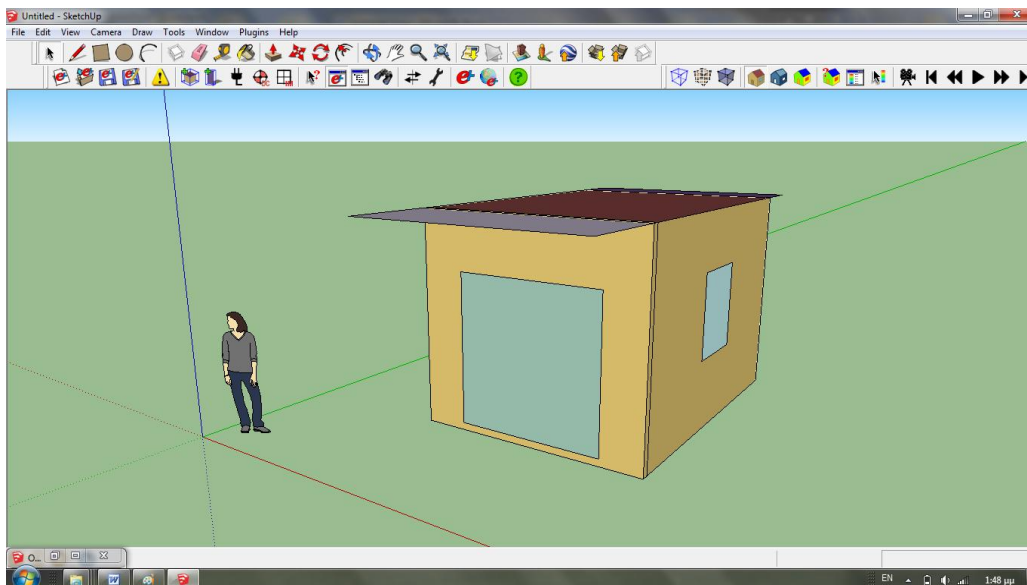 Untitled - SketchUp
File Edit View Camera Draw Tools Window Plugins Help
O...
EN 1:48 μμ